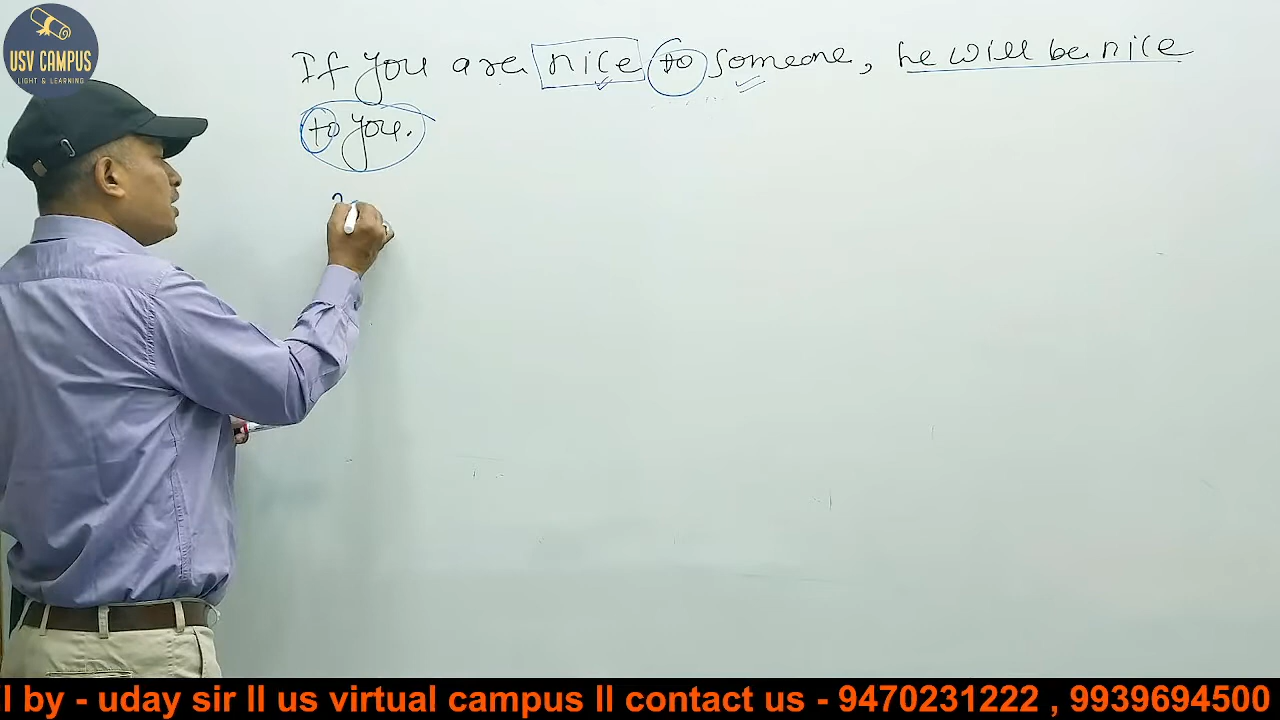 USV CAMPUS
LIGHT & LEARNING
If you are nice to someone, he will be nice
to you.
l by - uday sir ll us virtual campus ll contact us - 9470231222 , 9939694500